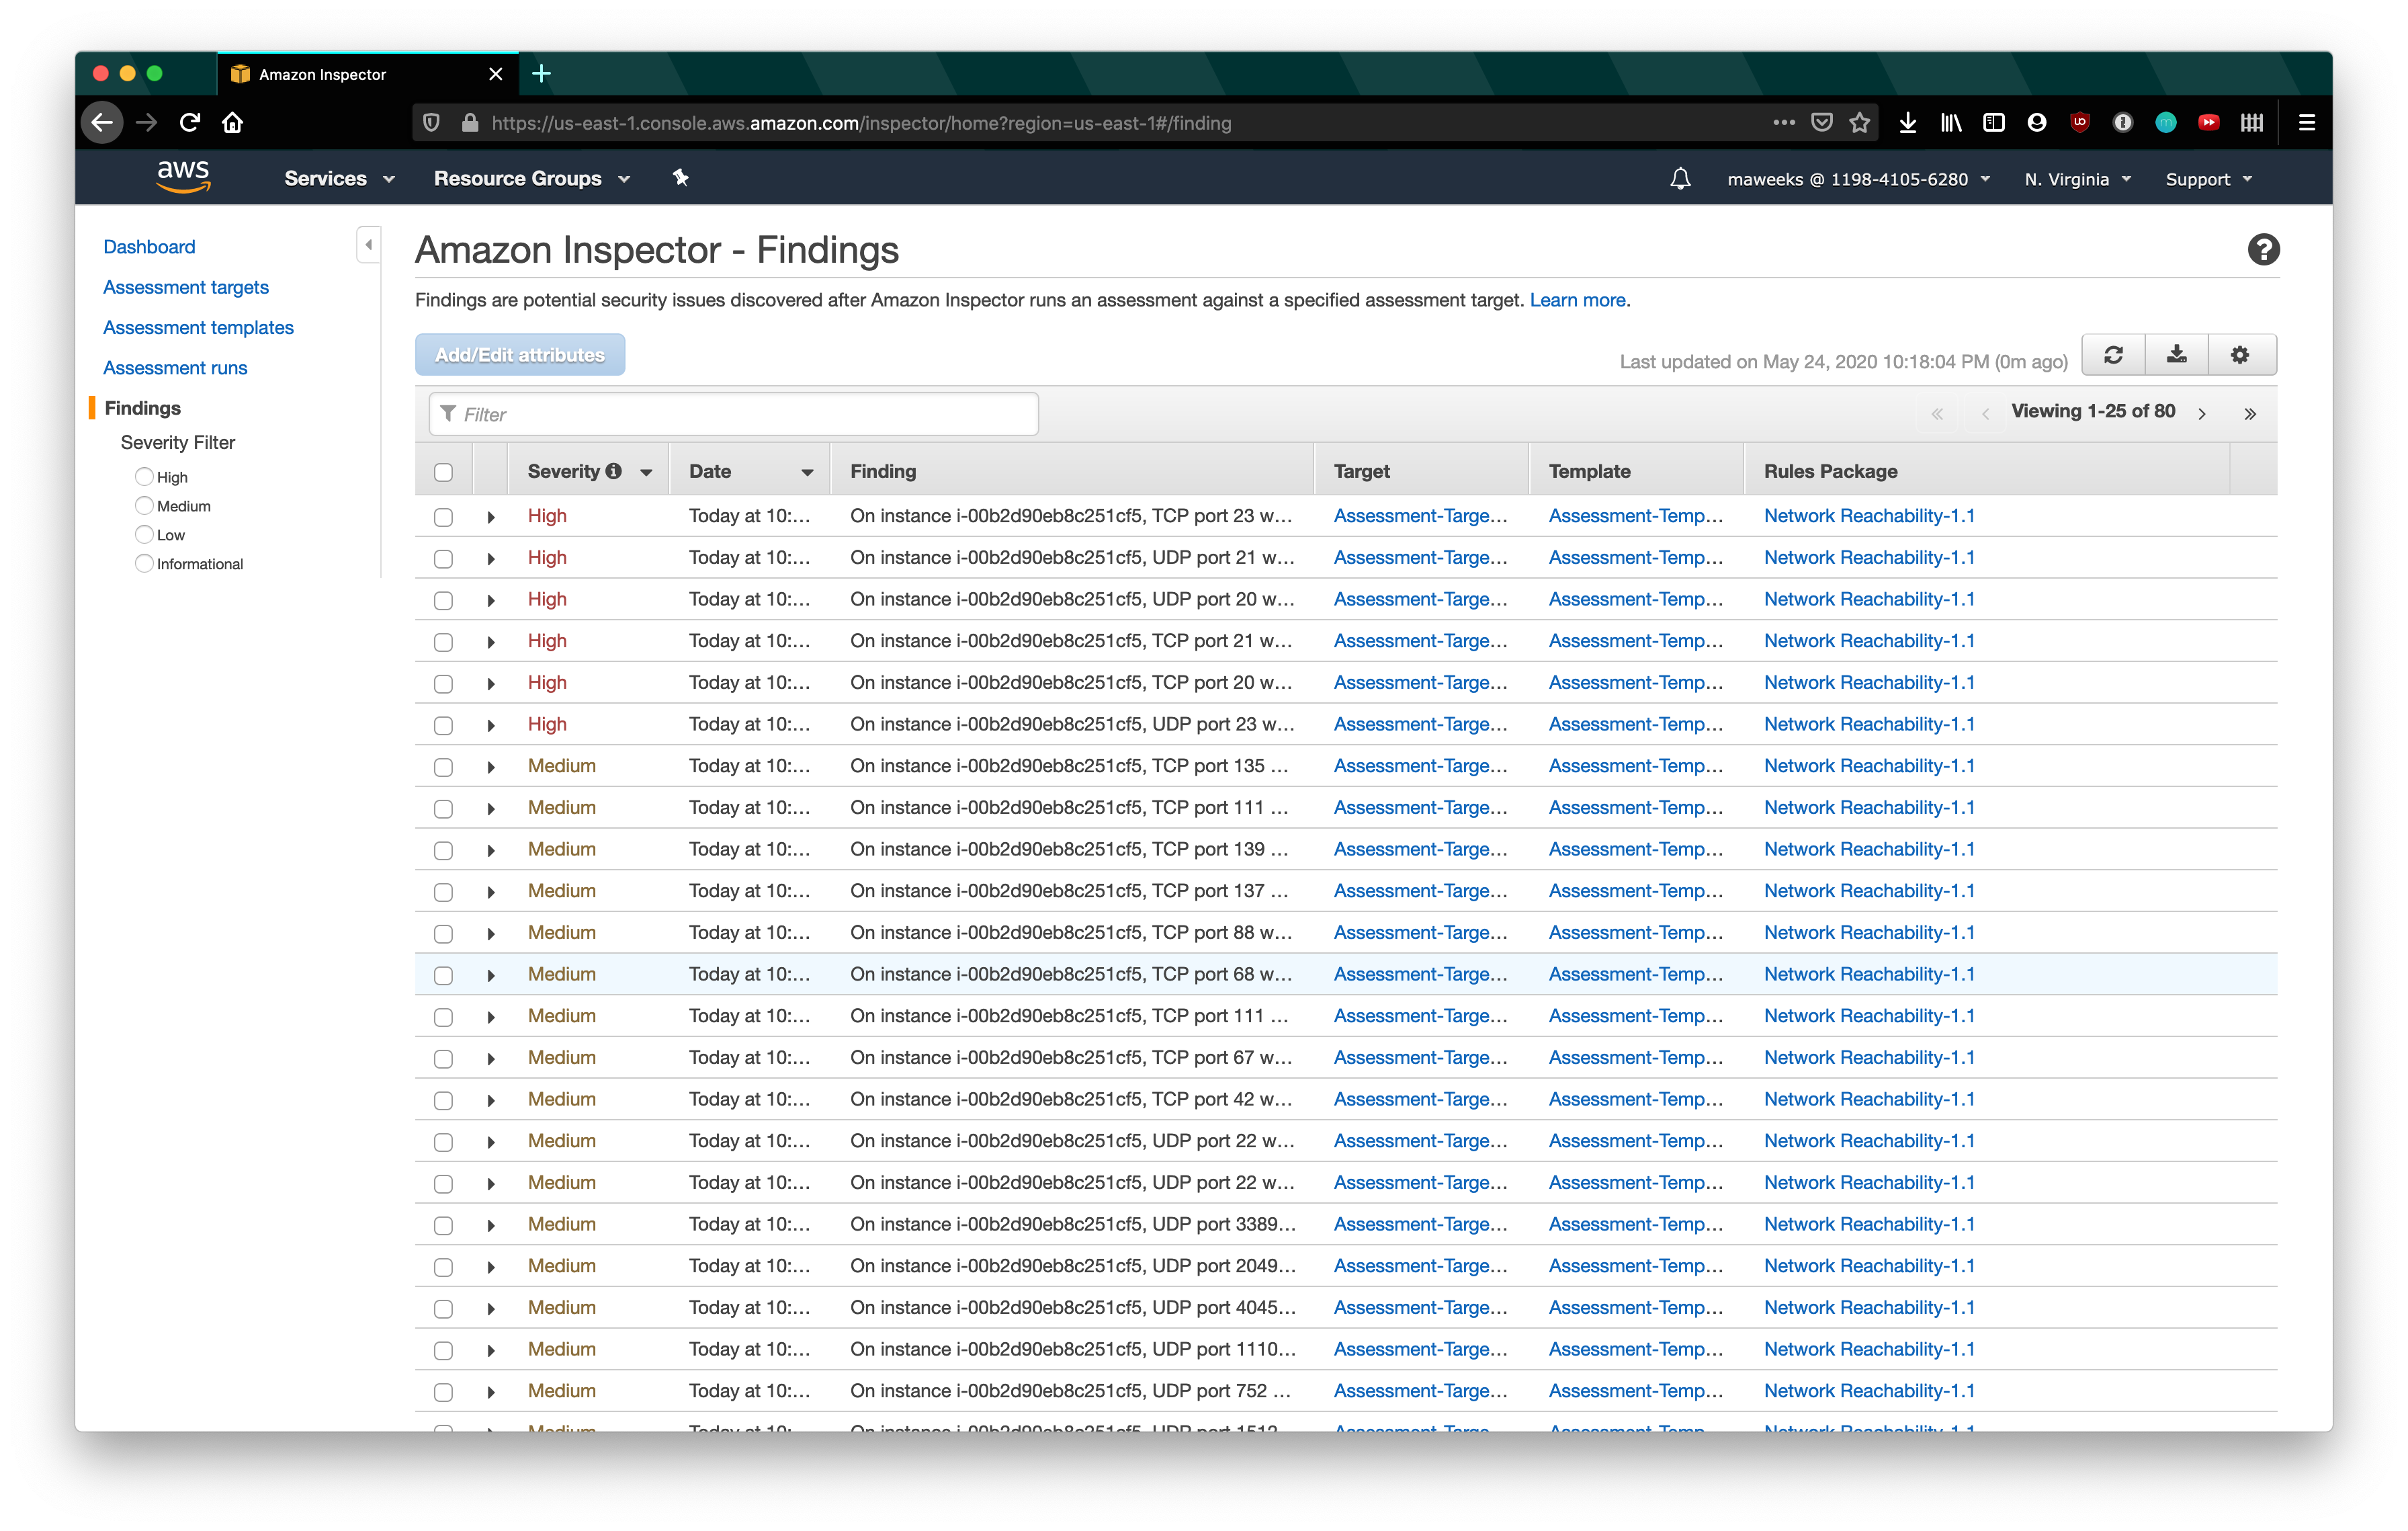 Amazon Inspector
https://us-east-1.console.aws.amazon.com/inspector/home?region=us-east-1#/finding
aws
Services
Resource Groups
maweeks @ 1198-4105-6280
N. Virginia
Support
Dashboard
Assessment targets
Assessment templates
Assessment runs
Findings
Severity Filter
High
Medium
Low
Informational
Amazon Inspector - Findings
Findings are potential security issues discovered after Amazon Inspector runs an assessment against a specified assessment target. Learn more.
Add/Edit attributes
Last updated on May 24, 2020 10:18:04 PM (0m ago)
Filter
Viewing 1-25 of 80
Severity Date Finding Target Template Rules Package
High Today at 10:... On instance i-00b2d90eb8c251cf5, TCP port 23 w... Assessment-Targe... Assessment-Temp... Network Reachability-1.1
High Today at 10:... On instance i-00b2d90eb8c251cf5, UDP port 21 w... Assessment-Targe... Assessment-Temp... Network Reachability-1.1
High Today at 10:... On instance i-00b2d90eb8c251cf5, UDP port 20 w... Assessment-Targe... Assessment-Temp... Network Reachability-1.1
High Today at 10:... On instance i-00b2d90eb8c251cf5, TCP port 21 w... Assessment-Targe... Assessment-Temp... Network Reachability-1.1
High Today at 10:... On instance i-00b2d90eb8c251cf5, TCP port 20 w... Assessment-Targe... Assessment-Temp... Network Reachability-1.1
High Today at 10:... On instance i-00b2d90eb8c251cf5, UDP port 23 w... Assessment-Targe... Assessment-Temp... Network Reachability-1.1
Medium Today at 10:... On instance i-00b2d90eb8c251cf5, TCP port 135 ... Assessment-Targe... Assessment-Temp... Network Reachability-1.1
Medium Today at 10:... On instance i-00b2d90eb8c251cf5, TCP port 111 ... Assessment-Targe... Assessment-Temp... Network Reachability-1.1
Medium Today at 10:... On instance i-00b2d90eb8c251cf5, TCP port 139 ... Assessment-Targe... Assessment-Temp... Network Reachability-1.1
Medium Today at 10:... On instance i-00b2d90eb8c251cf5, TCP port 137 ... Assessment-Targe... Assessment-Temp... Network Reachability-1.1
Medium Today at 10:... On instance i-00b2d90eb8c251cf5, TCP port 88 w... Assessment-Targe... Assessment-Temp... Network Reachability-1.1
Medium Today at 10:... On instance i-00b2d90eb8c251cf5, TCP port 68 w... Assessment-Targe... Assessment-Temp... Network Reachability-1.1
Medium Today at 10:... On instance i-00b2d90eb8c251cf5, TCP port 111 ... Assessment-Targe... Assessment-Temp... Network Reachability-1.1
Medium Today at 10:... On instance i-00b2d90eb8c251cf5, TCP port 67 w... Assessment-Targe... Assessment-Temp... Network Reachability-1.1
Medium Today at 10:... On instance i-00b2d90eb8c251cf5, TCP port 42 w... Assessment-Targe... Assessment-Temp... Network Reachability-1.1
Medium Today at 10:... On instance i-00b2d90eb8c251cf5, UDP port 22 w... Assessment-Targe... Assessment-Temp... Network Reachability-1.1
Medium Today at 10:... On instance i-00b2d90eb8c251cf5, UDP port 22 w... Assessment-Targe... Assessment-Temp... Network Reachability-1.1
Medium Today at 10:... On instance i-00b2d90eb8c251cf5, UDP port 3389... Assessment-Targe... Assessment-Temp... Network Reachability-1.1
Medium Today at 10:... On instance i-00b2d90eb8c251cf5, UDP port 2049... Assessment-Targe... Assessment-Temp... Network Reachability-1.1
Medium Today at 10:... On instance i-00b2d90eb8c251cf5, UDP port 4045... Assessment-Targe... Assessment-Temp... Network Reachability-1.1
Medium Today at 10:... On instance i-00b2d90eb8c251cf5, UDP port 1110... Assessment-Targe... Assessment-Temp... Network Reachability-1.1
Medium Today at 10:... On instance i-00b2d90eb8c251cf5, UDP port 752 ... Assessment-Targe... Assessment-Temp... Network Reachability-1.1
Medium Today at 10:... On instance i-00b2d90eb8c251cf5, UDP port 1512... Assessment-Targe... Assessment-Temp... Network Reachability-1.1